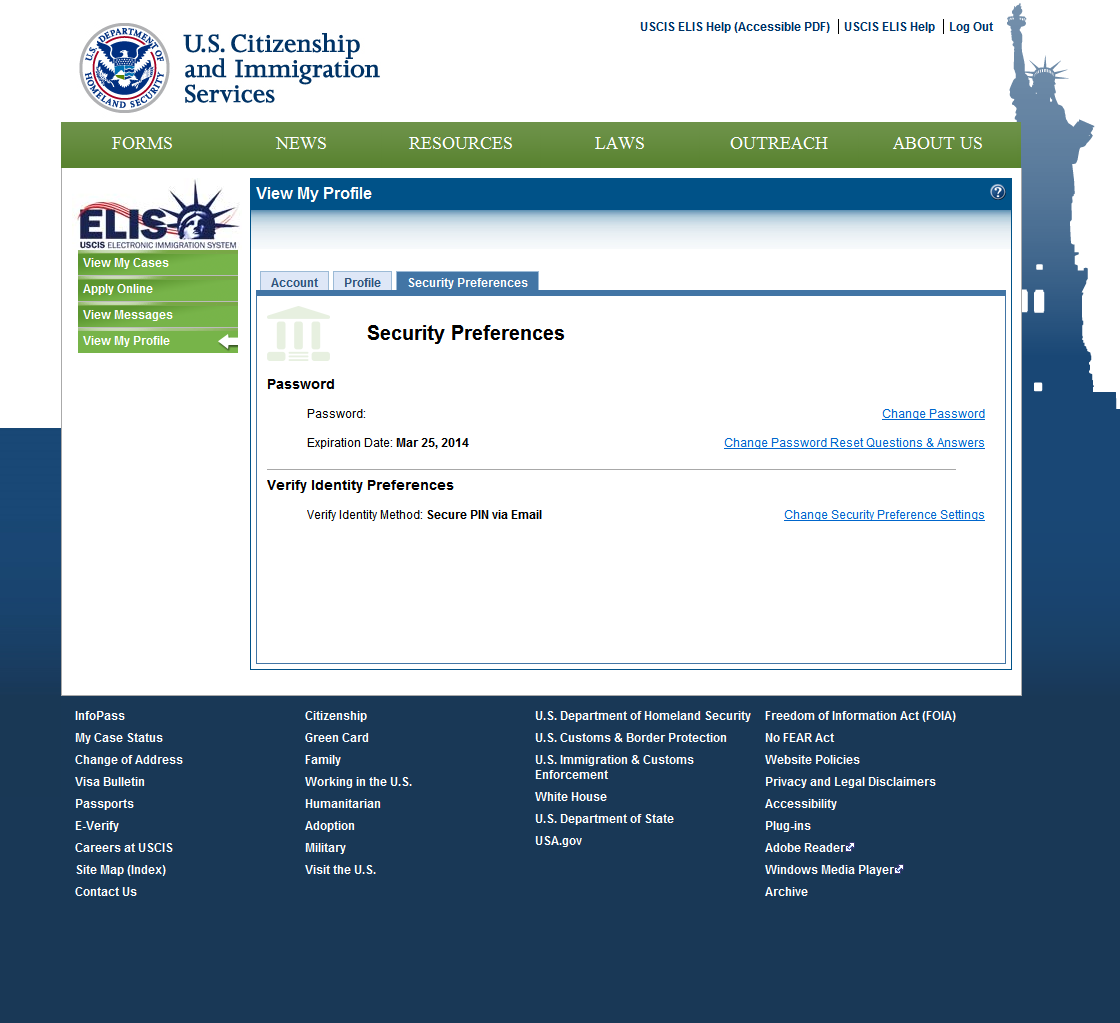 USCIS ELIS Help (Accessible PDF) | USCIS ELIS Help | Log Out
U.S. DEPARTMENT OF HOMELAND SECURITY
U.S. Citizenship
and Immigration
Services
FORMS NEWS RESOURCES LAWS OUTREACH ABOUT US
ELIS
USCIS ELECTRONIC IMMIGRATION SYSTEM
View My Cases
Apply Online
View Messages
View My Profile
View My Profile ?
Account Profile Security Preferences
Security Preferences
Password
Password: Change Password
Expiration Date: Mar 25, 2014 Change Password Reset Questions & Answers
Verify Identity Preferences
Verify Identity Method: Secure PIN via Email Change Security Preference Settings
InfoPass
My Case Status
Change of Address
Visa Bulletin
Passports
E-Verify
Careers at USCIS
Site Map (Index)
Contact Us
Citizenship
Green Card
Family
Working in the U.S.
Humanitarian
Adoption
Military
Visit the U.S.
U.S. Department of Homeland Security
U.S. Customs & Border Protection
U.S. Immigration & Customs
Enforcement
White House
U.S. Department of State
USA.gov
Freedom of Information Act (FOIA)
No FEAR Act
Website Policies
Privacy and Legal Disclaimers
Accessibility
Plug-ins
Adobe Reader
Windows Media Player
Archive